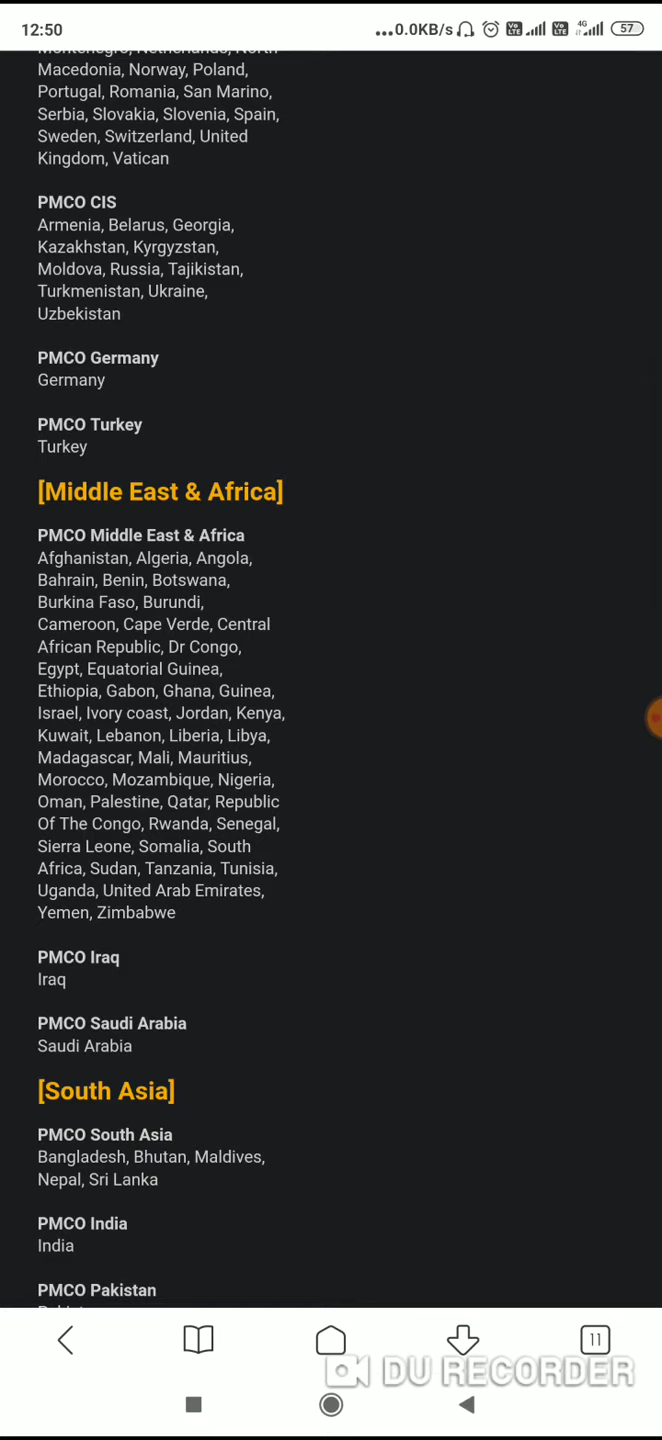 12:50
...0.0KB/s
Vo LTE
Vo LTE
4G
57
Macedonia, Norway, Poland,
Portugal, Romania, San Marino,
Serbia, Slovakia, Slovenia, Spain,
Sweden, Switzerland, United
Kingdom, Vatican
PMCO CIS
Armenia, Belarus, Georgia,
Kazakhstan, Kyrgyzstan,
Moldova, Russia, Tajikistan,
Turkmenistan, Ukraine,
Uzbekistan
PMCO Germany
Germany
PMCO Turkey
Turkey
[Middle East & Africa]
PMCO Middle East & Africa
Afghanistan, Algeria, Angola,
Bahrain, Benin, Botswana,
Burkina Faso, Burundi,
Cameroon, Cape Verde, Central
African Republic, Dr Congo,
Egypt, Equatorial Guinea,
Ethiopia, Gabon, Ghana, Guinea,
Israel, Ivory coast, Jordan, Kenya,
Kuwait, Lebanon, Liberia, Libya,
Madagascar, Mali, Mauritius,
Morocco, Mozambique, Nigeria,
Oman, Palestine, Qatar, Republic
Of The Congo, Rwanda, Senegal,
Sierra Leone, Somalia, South
Africa, Sudan, Tanzania, Tunisia,
Uganda, United Arab Emirates,
Yemen, Zimbabwe
PMCO Iraq
Iraq
PMCO Saudi Arabia
Saudi Arabia
[South Asia]
PMCO South Asia
Bangladesh, Bhutan, Maldives,
Nepal, Sri Lanka
PMCO India
India
PMCO Pakistan
11
DU RECORDER